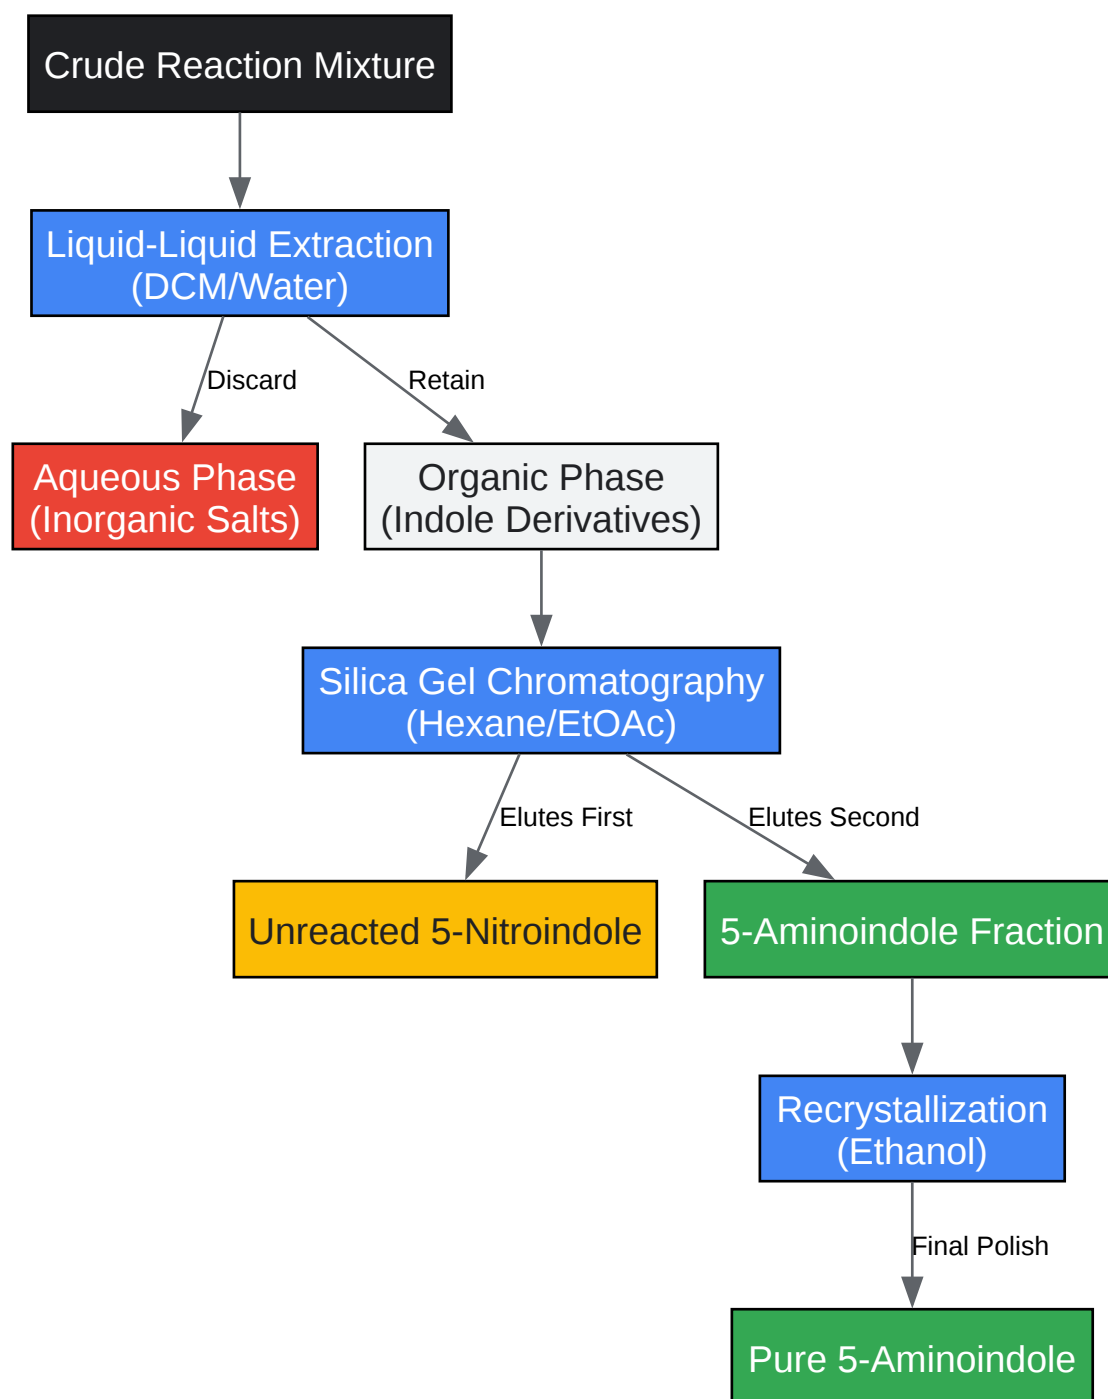 Crude Reaction Mixture
Liquid-Liquid Extraction
(DCM/Water)
Discard
Retain
Aqueous Phase
(Inorganic Salts)
Organic Phase
(Indole Derivatives)
Silica Gel Chromatography
(Hexane/EtOAc)
Elutes First
Elutes Second
Unreacted 5-Nitroindole
5-Aminoindole Fraction
Recrystallization
(Ethanol)
Final Polish
Pure 5-Aminoindole